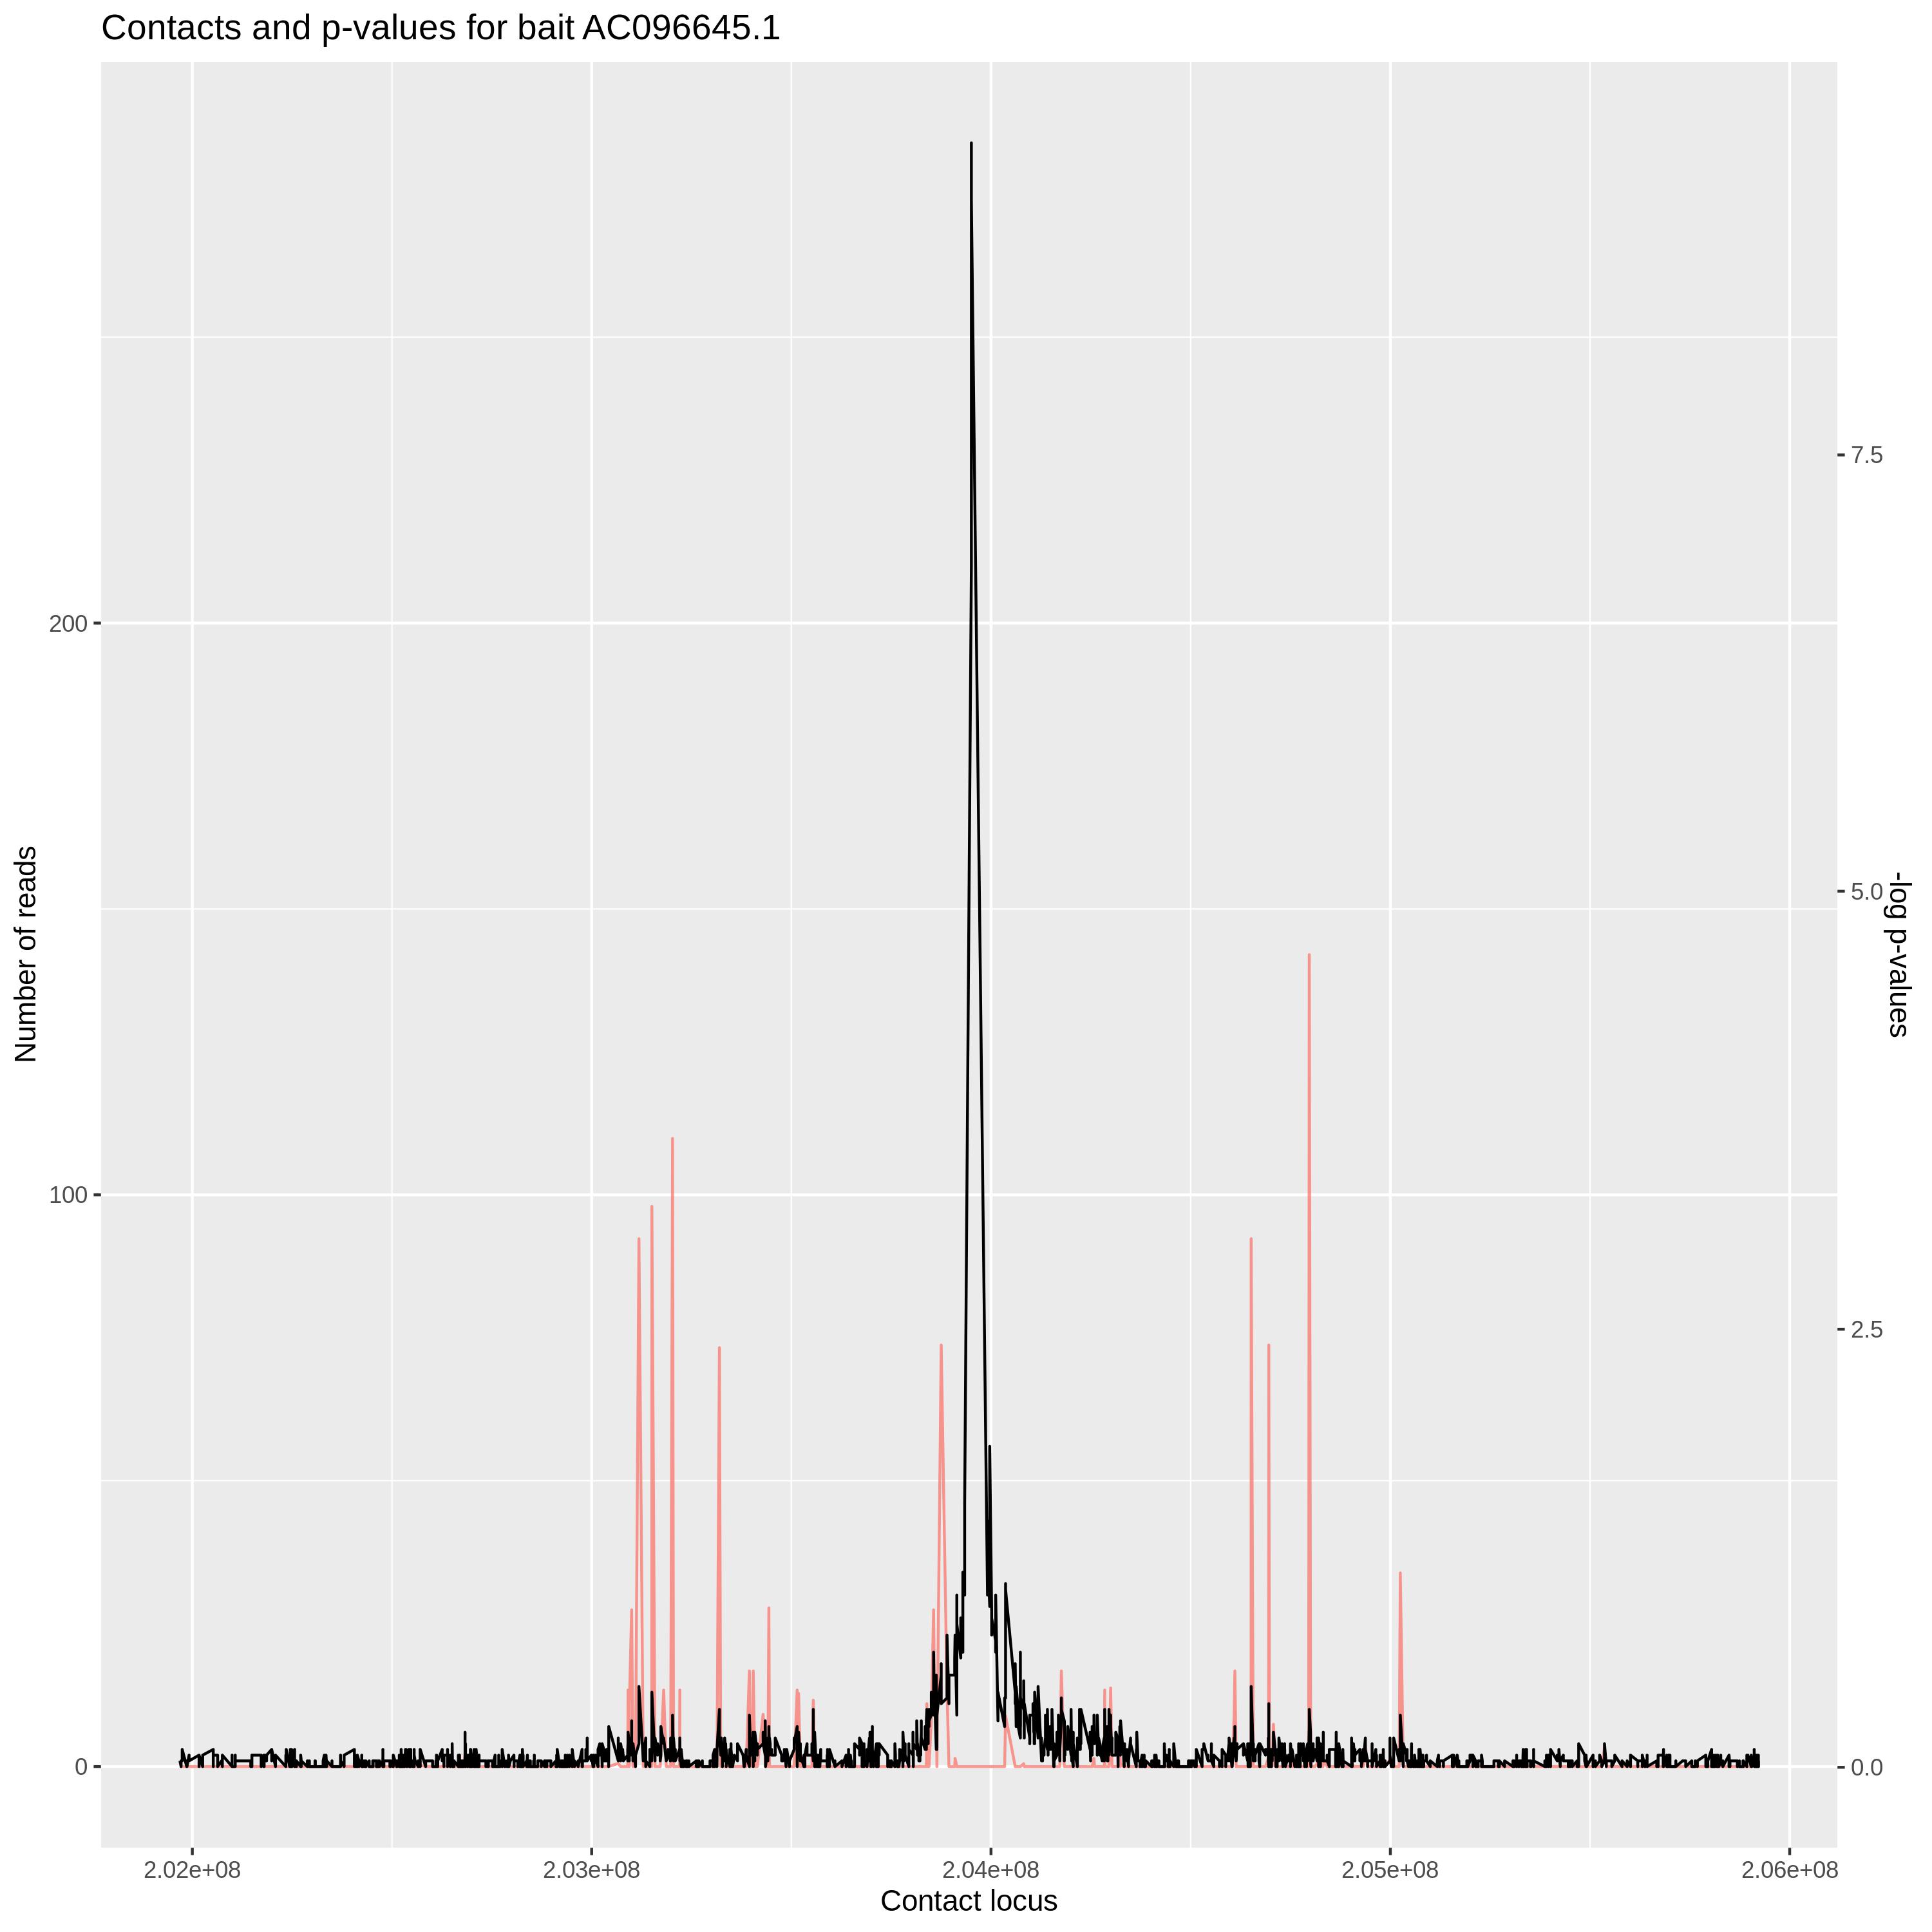 Contacts and p-values for bait AC096645.1
Number of reads
200
100
0
7.5
5.0
2.5
0.0
-log p-values
2.02e+08
2.03e+08
2.04e+08
2.05e+08
2.06e+08
Contact locus